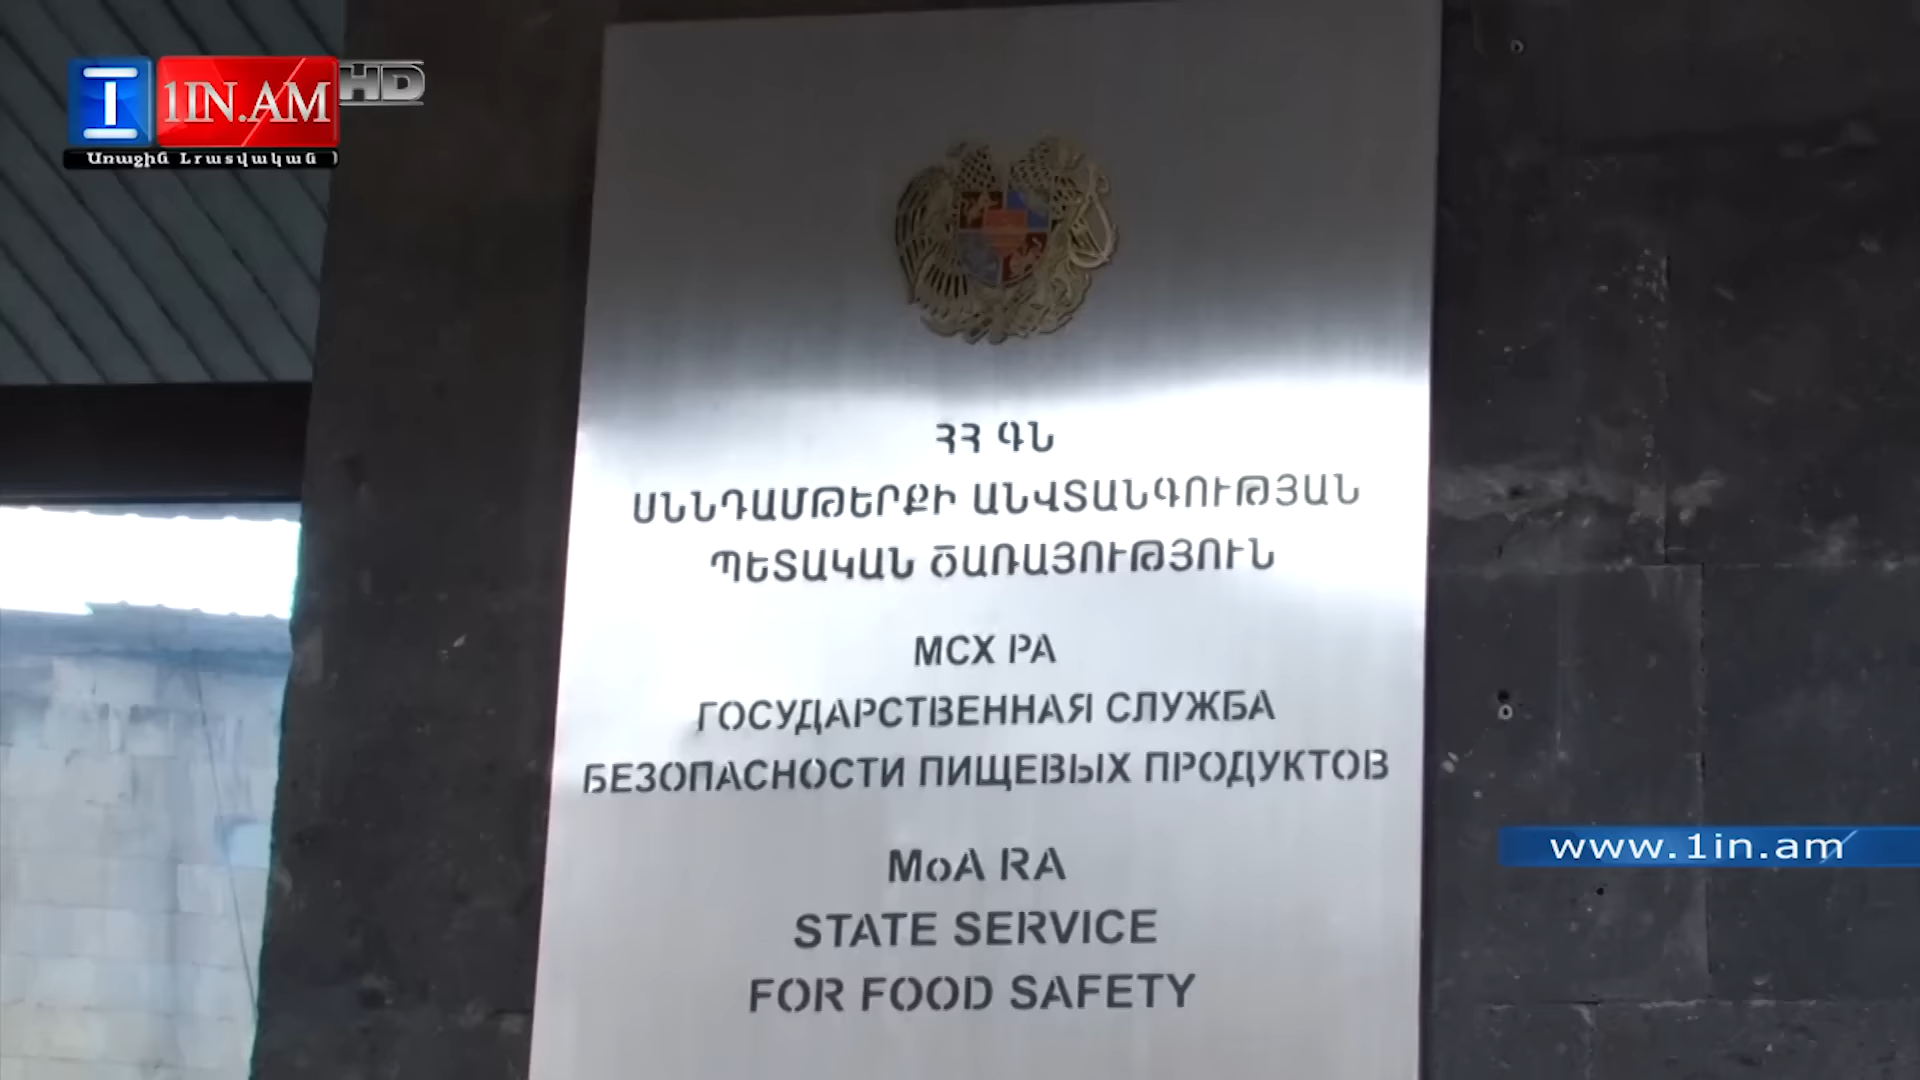 1IN.AM HD
Առաջին Լրատվական
ՀՀ ԳՆ
ՍՆՆԴԱՄԹԵՐՔԻ ԱՆՎՏԱՆԳՈՒԹՅԱՆ
ՊԵՏԱԿԱՆ ԾԱՌԱՅՈՒԹՅՈՒՆ
МСХ РА
ГОСУДАРСТВЕННАЯ СЛУЖБА
БЕЗОПАСНОСТИ ПИЩЕВЫХ ПРОДУКТОВ
www.1in.am
MoA RA
STATE SERVICE
FOR FOOD SAFETY